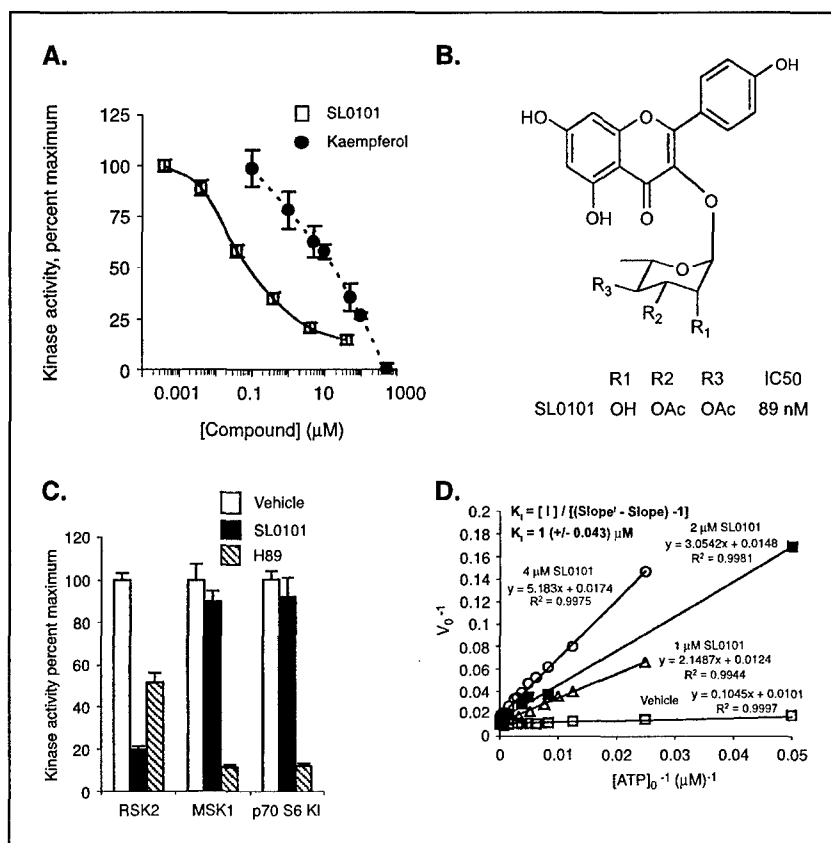 A.
SL0101
Kaempferol
Kinase activity, percent maximum
125
100
75
50
25
0
0.001
0.1
10
1000
[Compound] (µM)
B.
OH
HO
O
OH
O
O
O
R3
R2
R1
R1 R2 R3 IC50
SL0101 OH OAc OAc 89 nM
C.
Vehicle
SL0101
H89
Kinase activity percent maximum
120
100
80
60
40
20
0
RSK2 MSK1 p70 S6 KI
D.
Ki = [ I ] / [(Slope' - Slope) -1]
Ki = 1 (+/- 0.043) µM
V0-1
0.2
0.18
0.16
0.14
0.12
0.1
0.08
0.06
0.04
0.02
0
2 µM SL0101
y = 3.0542x + 0.0148
R2 = 0.9981
4 µM SL0101
y = 5.183x + 0.0174
R2 = 0.9975
1 µM SL0101
y = 2.1487x + 0.0124
R2 = 0.9944
Vehicle
y = 0.1045x + 0.0101
R2 = 0.9997
0 0.01 0.02 0.03 0.04 0.05
[ATP]0-1 (µM)-1